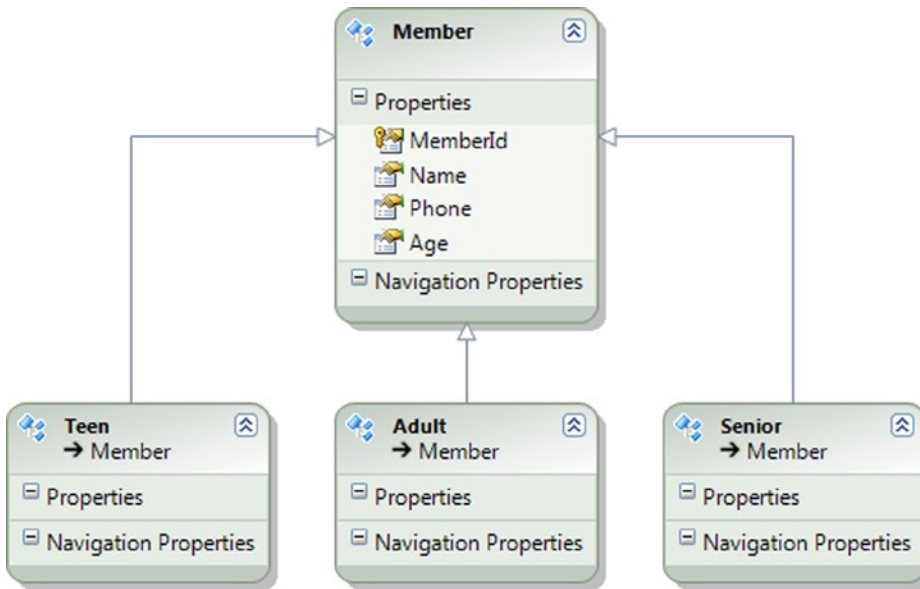 Member
Properties
MemberId
Name
Phone
Age
Navigation Properties
Teen
→ Member
Properties
Navigation Properties
Adult
→ Member
Properties
Navigation Properties
Senior
→ Member
Properties
Navigation Properties